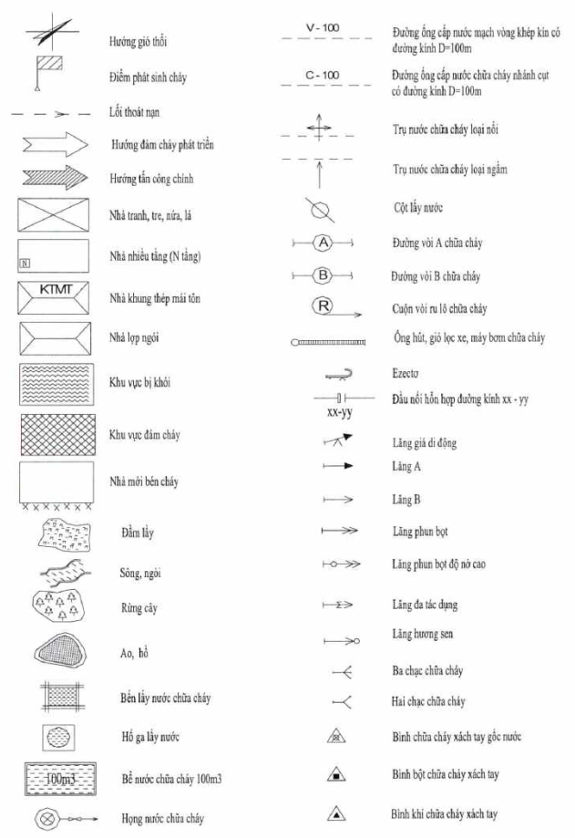 Hướng gió thổi
Điểm phát sinh cháy
Lối thoát nạn
Hướng đám cháy phát triển
Hướng tấn công chính
Nhà tranh, tre, nứa, lá
N
Nhà nhiều tầng (N tầng)
KTMT
Nhà khung thép mái tôn
Nhà lợp ngói
Khu vực bị khói
Khu vực đám cháy
Nhà mới bén cháy
Đầm lầy
Sông, ngòi
Rừng cây
Ao, hồ
Bến lấy nước chữa cháy
Hố ga lấy nước
100m3
Bể nước chữa cháy 100m3
Họng nước chữa cháy
V - 100
Đường ống cấp nước mạch vòng khép kín có
đường kính D=100m
C - 100
Đường ống cấp nước chữa cháy nhánh cụt
có đường kính D=100m
Trụ nước chữa cháy loại nổi
Trụ nước chữa cháy loại ngầm
Cột lấy nước
A
Đường vòi A chữa cháy
B
Đường vòi B chữa cháy
R
Cuộn vòi ru lô chữa cháy
Ống hút, giỏ lọc xe, máy bơm chữa cháy
Ezectơ
xx-yy
Đầu nối hỗn hợp đường kính xx - yy
Lăng giá di động
Lăng A
Lăng B
Lăng phun bọt
Lăng phun bọt độ nở cao
Lăng đa tác dụng
Lăng hương sen
Ba chạc chữa cháy
Hai chạc chữa cháy
Bình chữa cháy xách tay gốc nước
Bình bột chữa cháy xách tay
Bình khí chữa cháy xách tay